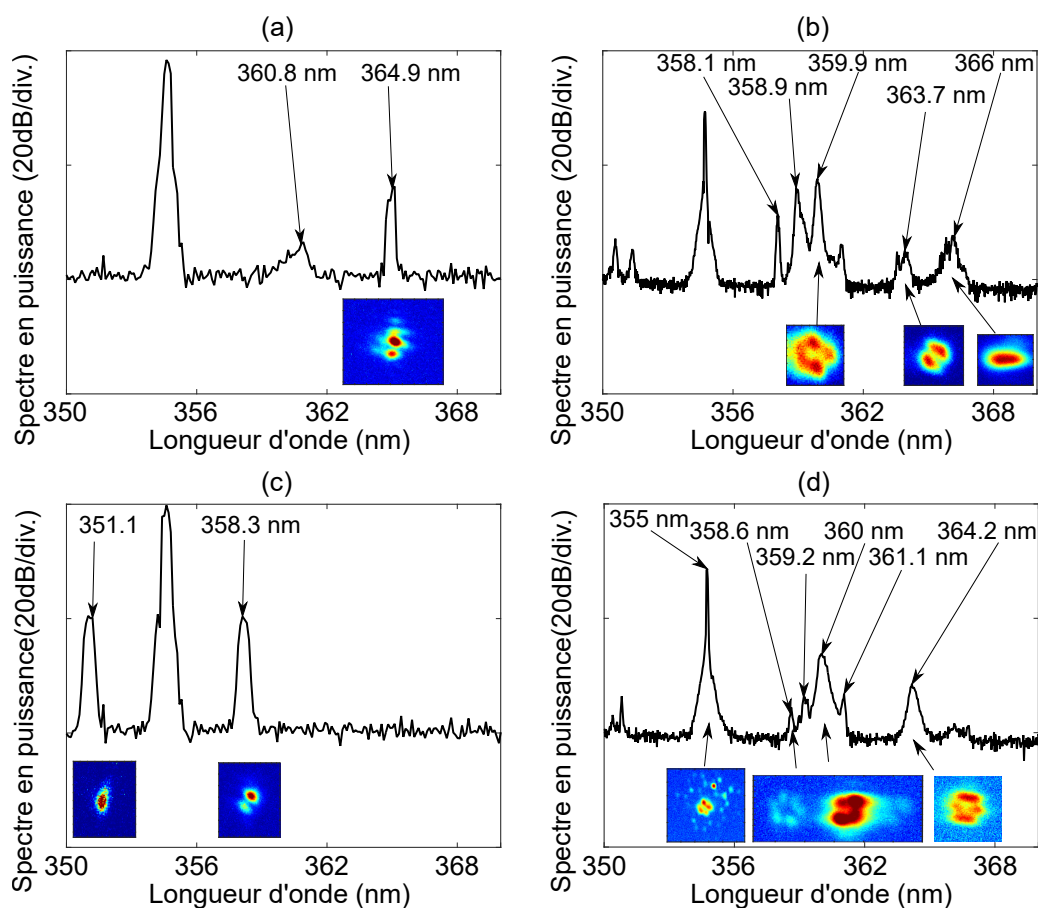 (a)
360.8 nm
364.9 nm
Spectre en puissance (20dB/div.)
350
356
362
368
Longueur d'onde (nm)
(b)
358.1 nm
359.9 nm
358.9 nm
366 nm
363.7 nm
Spectre en puissance (20dB/div.)
350
356
362
368
Longueur d'onde (nm)
(c)
351.1
358.3 nm
Spectre en puissance(20dB/div.)
350
356
362
368
Longueur d'onde (nm)
(d)
355 nm
358.6 nm
360 nm
364.2 nm
359.2 nm
361.1 nm
Spectre en puissance(20dB/div.)
350
356
362
368
Longueur d'onde (nm)